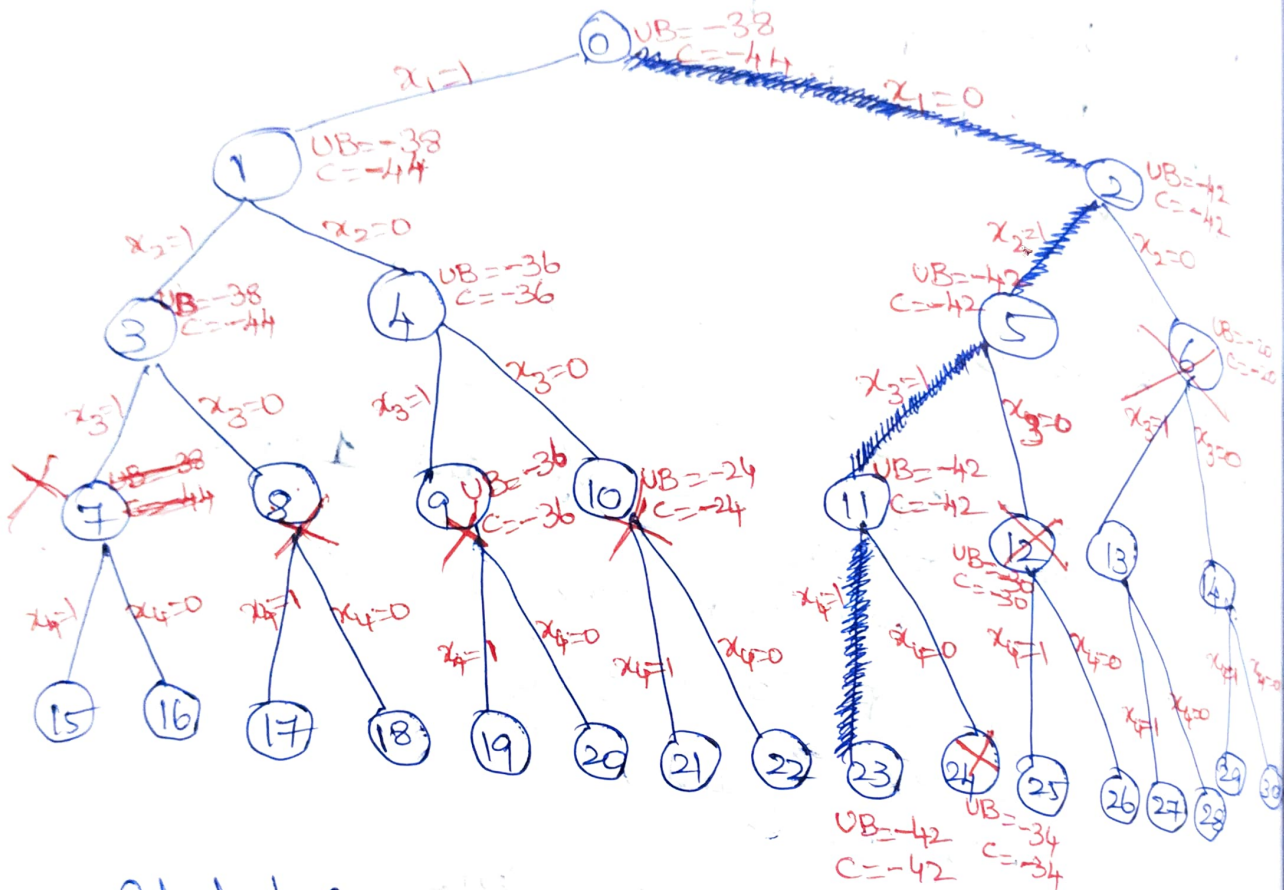 0
UB=-38
C=-44
x₁=1
x₁=0
1
UB=-38
C=-44
2
UB=-42
C=-42
x₂=1
x₂=0
x₂=1
x₂=0
3
UB=-38
C=-44
4
UB=-36
C=-36
UB=-42
C=-42
5
6
UB=-20
C=-20
x₃=1
x₃=0
x₃=1
x₃=0
x₃=1
x₃=0
x₃=1
x₃=0
7
UB=-38
C=-44
8
9
UB=-36
C=-36
10
UB=-24
C=-24
11
UB=-42
C=-42
12
UB=-30
C=-30
13
14
x₄=1
x₄=0
x₄=1
x₄=0
x₄=1
x₄=0
x₄=1
x₄=0
x₄=1
x₄=0
x₄=1
x₄=0
x₄=1
x₄=0
x₄=1
x₄=0
15
16
17
18
19
20
21
22
23
24
25
26
27
28
29
30
UB=-42
C=-42
UB=-34
C=-34